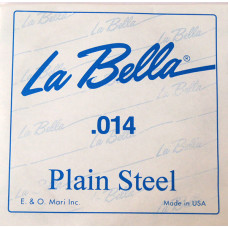 La Bella®
.014
Plain Steel
E. & O. Mari Inc. Made in USA